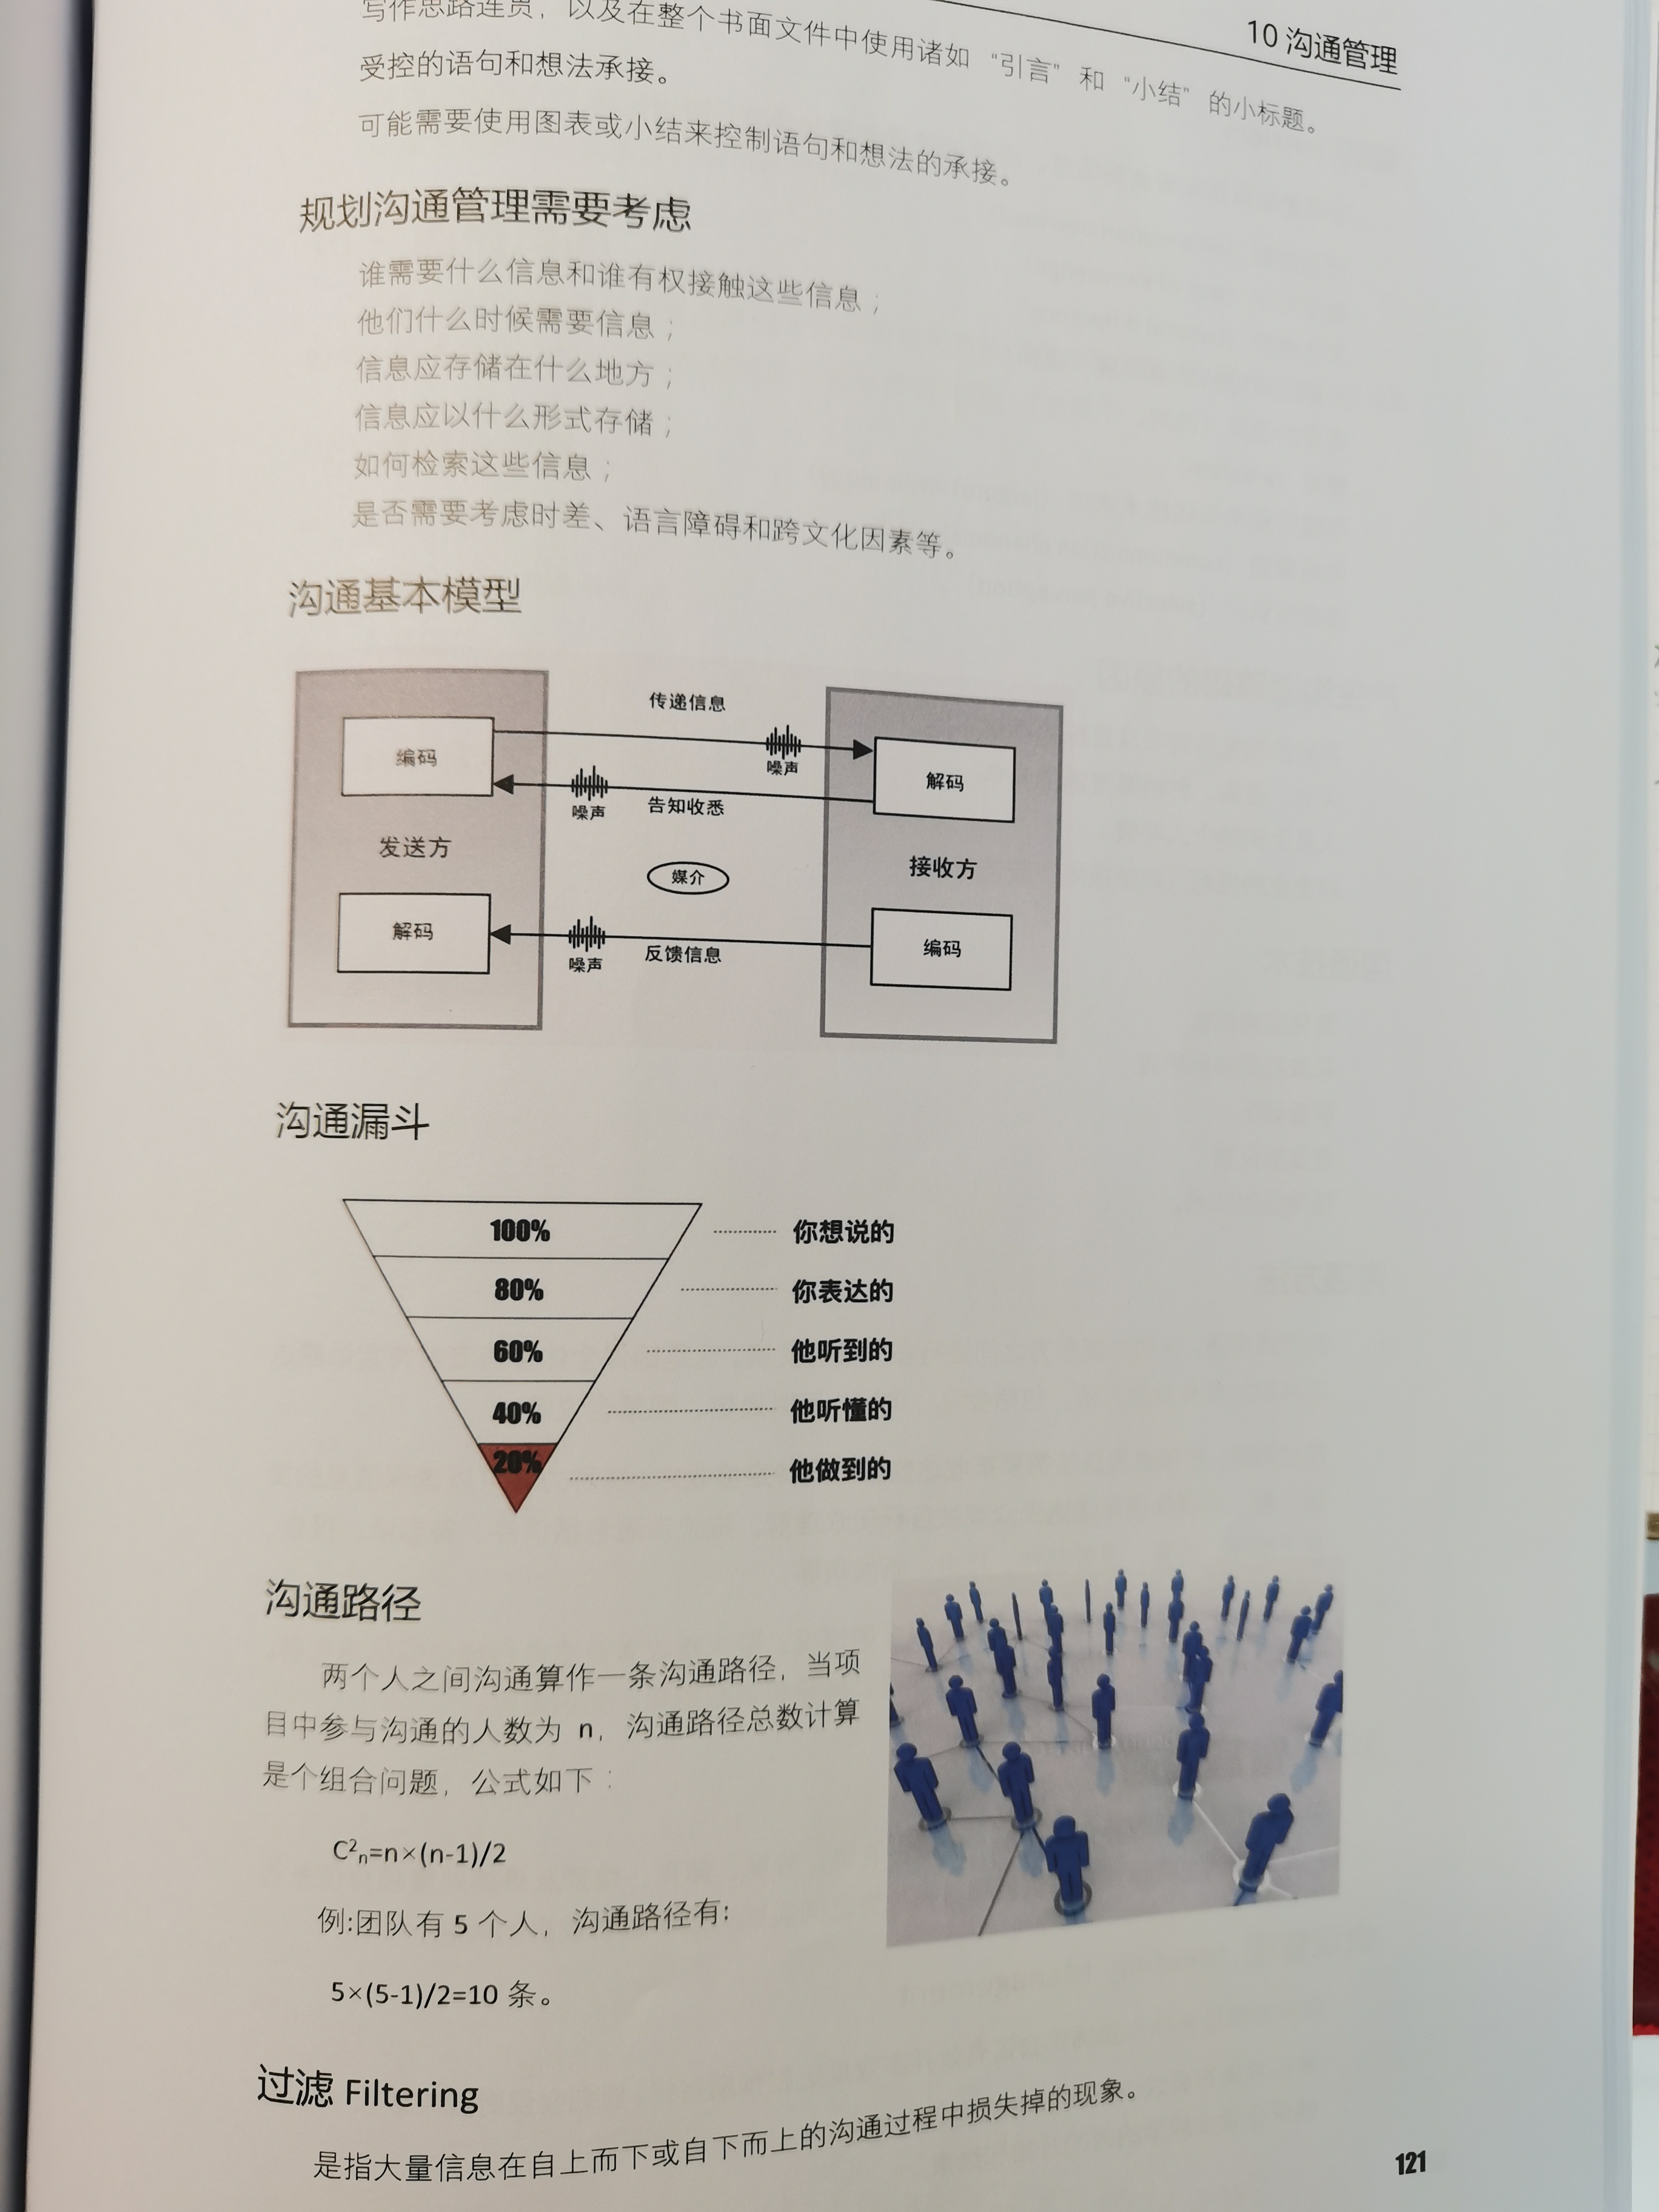 10 沟通管理
写作思路连贯，以及在整个书面文件中使用诸如“引言”和“小结”的小标题。
受控的语句和想法承接。
可能需要使用图表或小结来控制语句和想法的承接。
规划沟通管理需要考虑
谁需要什么信息和谁有权接触这些信息；
他们什么时候需要信息；
信息应存储在什么地方；
信息应以什么形式存储；
如何检索这些信息；
是否需要考虑时差、语言障碍和跨文化因素等。
沟通基本模型
传递信息
编码
噪声
解码
噪声
告知收悉
发送方
媒介
接收方
解码
噪声
反馈信息
编码
沟通漏斗
100% 你想说的
80% 你表达的
60% 他听到的
40% 他听懂的
20% 他做到的
沟通路径
两个人之间沟通算作一条沟通路径，当项
目中参与沟通的人数为 n，沟通路径总数计算
是个组合问题，公式如下：
C²ₙ=n×(n-1)/2
例:团队有 5 个人，沟通路径有:
5×(5-1)/2=10 条。
过滤 Filtering
是指大量信息在自上而下或自下而上的沟通过程中损失掉的现象。
121